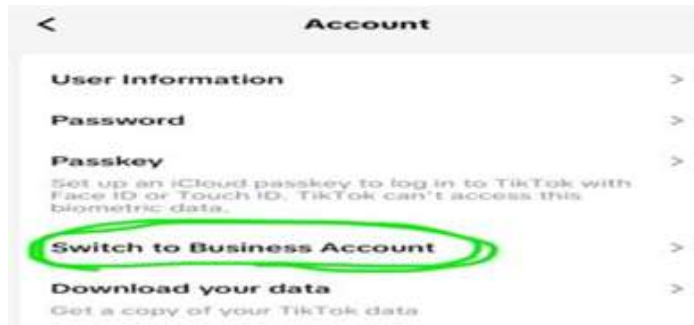 Account
User Information
Password
Passkey
Set up an iCloud passkey to log in to TikTok with
Face ID or Touch ID. TikTok can't access this
biometric data.
Switch to Business Account
Download your data
Get a copy of your TikTok data